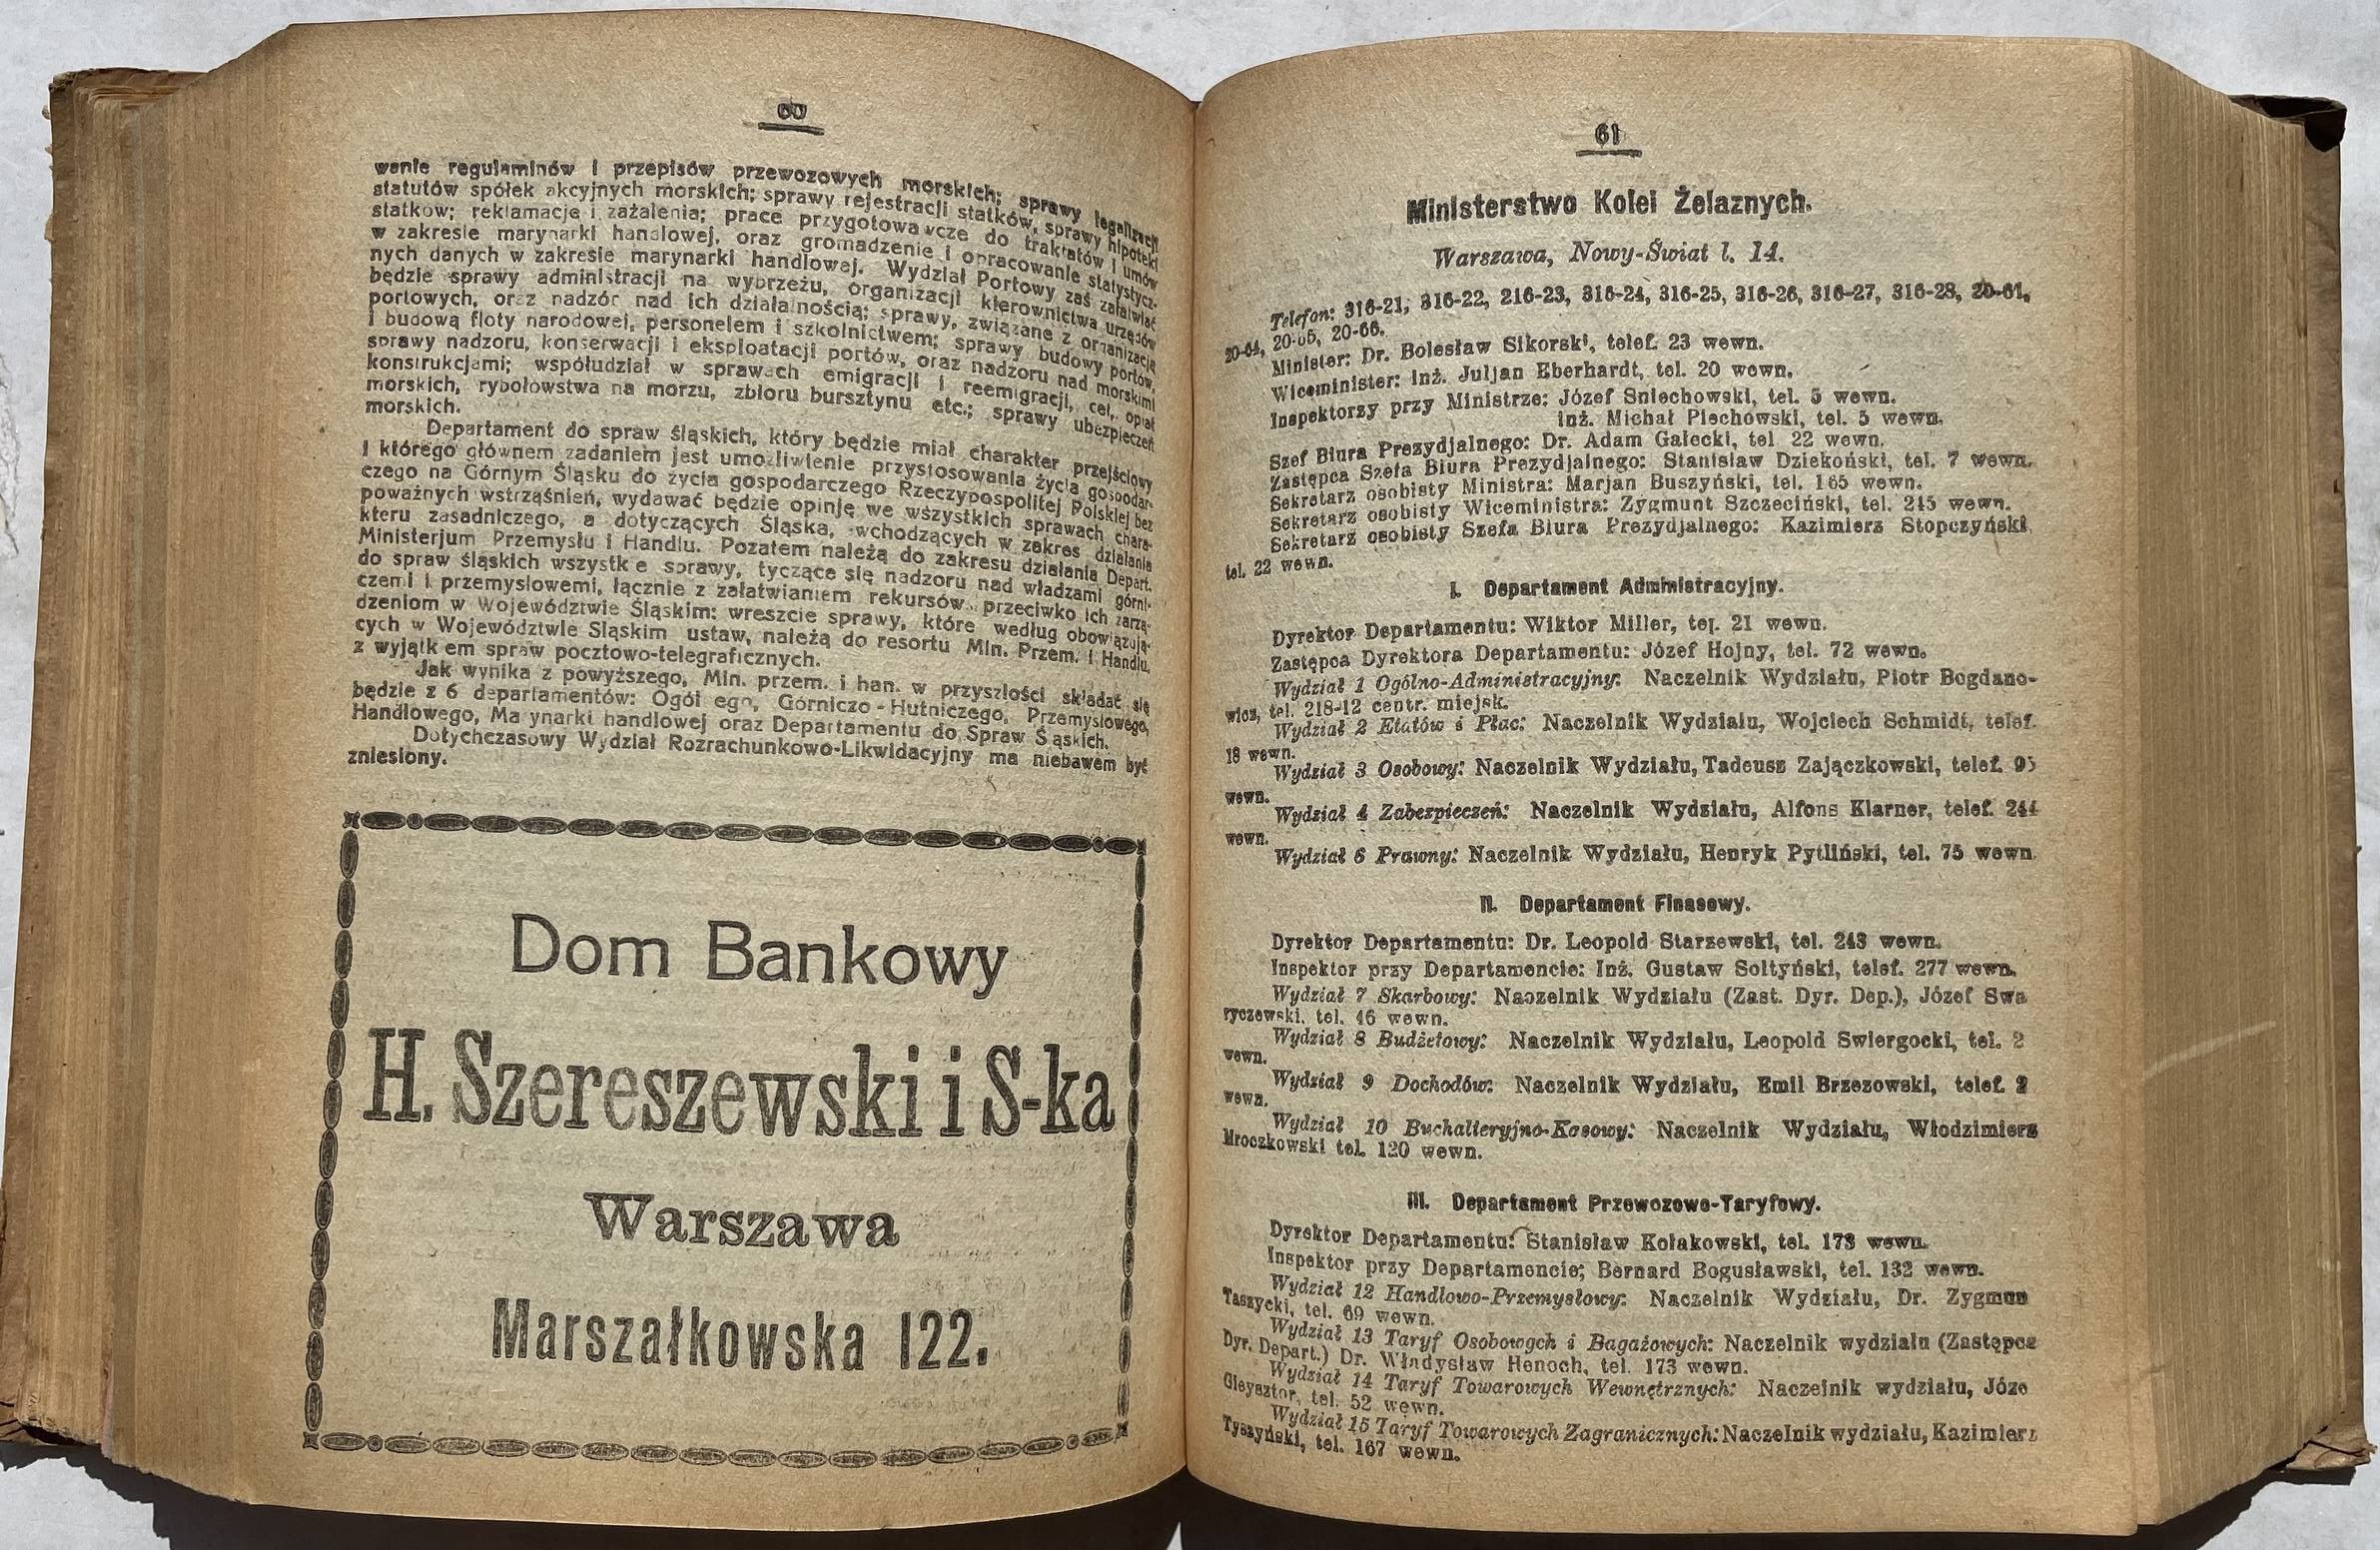 60
wanie regulaminów i przepisów przewozowych morskich; sprawy legalizacji
statutów spółek akcyjnych morskich; sprawy rejestracji statków, sprawy hipoteki
statków; reklamacje i zażalenia; prace przygotowawcze do traktatów i umów
w zakresie marynarki handlowej, oraz gromadzenie i opracowanie statystycz-
nych danych w zakresie marynarki handlowej. Wydział Portowy zaś załatwiać
będzie sprawy administracji na wybrzeżu, organizacji kierownictwa urzędów
portowych, oraz nadzór nad ich działalnością; sprawy, związane z organizacją
i budową floty narodowej, personelem i szkolnictwem; sprawy budowy portów,
sprawy nadzoru, konserwacji i eksploatacji portów, oraz nadzoru nad morskimi
konstrukcjami; współudział w sprawach emigracji i reemigracji, ceł, opłat
morskich, rybołówstwa na morzu, zbioru bursztynu etc.; sprawy ubezpieczeń
morskich.
Departament do spraw śląskich, który będzie miał charakter przejściowy
i którego głównem zadaniem jest umożliwienie przystosowania życia gospodar-
czego na Górnym Śląsku do życia gospodarczego Rzeczypospolitej Polskiej bez
poważnych wstrząśnień, wydawać będzie opinję we wszystkich sprawach chara-
kteru zasadniczego, a dotyczących Śląska, wchodzących w zakres działania
Ministerjum Przemysłu i Handlu. Pozatem należą do zakresu działania Depart.
do spraw śląskich wszystk e sprawy, tyczące się nadzoru nad władzami górni-
czemi i przemysłowemi, łącznie z załatwianiem rekursów przeciwko ich zarzą-
dzeniom w Województwie Śląskim: wreszcie sprawy, które według obowiązują-
cych w Województwie Śląskim ustaw, należą do resortu Min. Przem. i Handlu,
z wyjątk em spraw pocztowo-telegraficznych.
Jak wynika z powyższego, Min. przem. i han. w przyszłości składać się
będzie z 6 departamentów: Ogól ego, Górniczo-Hutniczego, Przemysłowego,
Handlowego, Ma ynarki handlowej oraz Departamentu do Spraw Ś ąskich.
Dotychczasowy Wydział Rozrachunkowo-Likwidacyjny ma niebawem być
zniesiony.
Dom Bankowy
H. Szereszewski i S-ka
Warszawa
Marszałkowska 122.
61
Ministerstwo Kolei Żelaznych.
Warszawa, Nowy-Świat l. 14.
Telefon: 316-21, 316-22, 216-23, 316-24, 316-25, 316-26, 316-27, 316-28, 20-61,
20-64, 20-65, 20-66.
Minister: Dr. Bolesław Sikorski, telef. 23 wewn.
Wiceminister: Inż. Juljan Eberhardt, tel. 20 wewn.
Inspektorzy przy Ministrze: Józef Sniechowski, tel. 5 wewn.
Inż. Michał Piechowski, tel. 5 wewn.
Szef Biura Prezydjalnego: Dr. Adam Gałecki, tel 22 wewn.
Zastępca Szefa Biura Prezydjalnego: Stanisław Dziekoński, tel. 7 wewn.
Sekretarz osobisty Ministra: Marjan Buszyński, tel. 165 wewn.
Sekretarz osobisty Wiceministra: Zygmunt Szczeciński, tel. 245 wewn.
Sekretarz osobisty Szefa Biura Prezydjalnego: Kazimierz Stopczyński
tel. 22 wewn.
I. Departament Administracyjny.
Dyrektor Departamentu: Wiktor Miller, tel. 21 wewn.
Zastępca Dyrektora Departamentu: Józef Hojny, tel. 72 wewn.
Wydział 1 Ogólno-Administracyjny: Naczelnik Wydziału, Piotr Bogdano-
wicz, tel. 218-12 centr. miejsk.
Wydział 2 Etatów i Płac: Naczelnik Wydziału, Wojciech Schmidt, telef.
18 wewn.
Wydział 3 Osobowy: Naczelnik Wydziału, Tadeusz Zajączkowski, telef. 95
wewn.
Wydział 4 Zabezpieczeń: Naczelnik Wydziału, Alfons Klarner, telef. 244
wewn.
Wydział 6 Prawny: Naczelnik Wydziału, Henryk Pytliński, tel. 75 wewn.
II. Departament Finasowy.
Dyrektor Departamentu: Dr. Leopold Starzewski, tel. 243 wewn.
Inspektor przy Departamencie: Inż. Gustaw Sołtyński, telef. 277 wewn.
Wydział 7 Skarbowy: Naczelnik Wydziału (Zast. Dyr. Dep.), Józef Swa
ryczewski, tel. 46 wewn.
Wydział 8 Budżetowy: Naczelnik Wydziału, Leopold Swiergocki, tel. 2
wewn.
Wydział 9 Dochodów: Naczelnik Wydziału, Emil Brzezowski, telef. 2
wewn.
Wydział 10 Buchalteryjno-Kasowy: Naczelnik Wydziału, Włodzimierz
Mroczkowski tel. 120 wewn.
III. Departament Przewozowo-Taryfowy.
Dyrektor Departamentu: Stanisław Kołakowski, tel. 173 wewn.
Inspektor przy Departamencie; Bernard Bogusławski, tel. 132 wewn.
Wydział 12 Handlowo-Przemysłowy: Naczelnik Wydziału, Dr. Zygmun
Taszycki, tel. 69 wewn.
Wydział 13 Taryf Osobowych i Bagażowych: Naczelnik wydziału (Zastępca
Dyr. Depart.) Dr. Władysław Henoch, tel. 173 wewn.
Wydział 14 Taryf Towarowych Wewnętrznych: Naczelnik wydziału, Józe
Gleysztor, tel. 52 wewn.
Wydział 15 Taryf Towarowych Zagranicznych: Naczelnik wydziału, Kazimierz
Tyszyński, tel. 167 wewn.